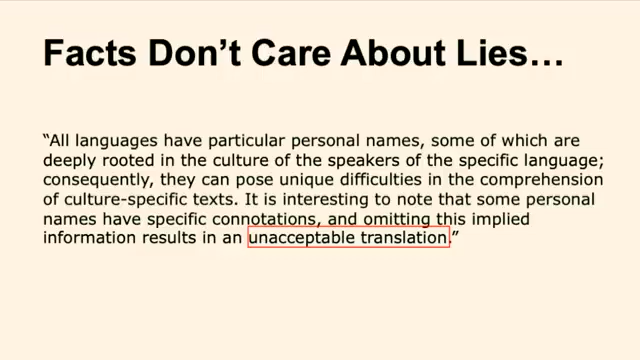 Facts Don’t Care About Lies…
“All languages have particular personal names, some of which are
deeply rooted in the culture of the speakers of the specific language;
consequently, they can pose unique difficulties in the comprehension
of culture-specific texts. It is interesting to note that some personal
names have specific connotations, and omitting this implied
information results in an unacceptable translation.”